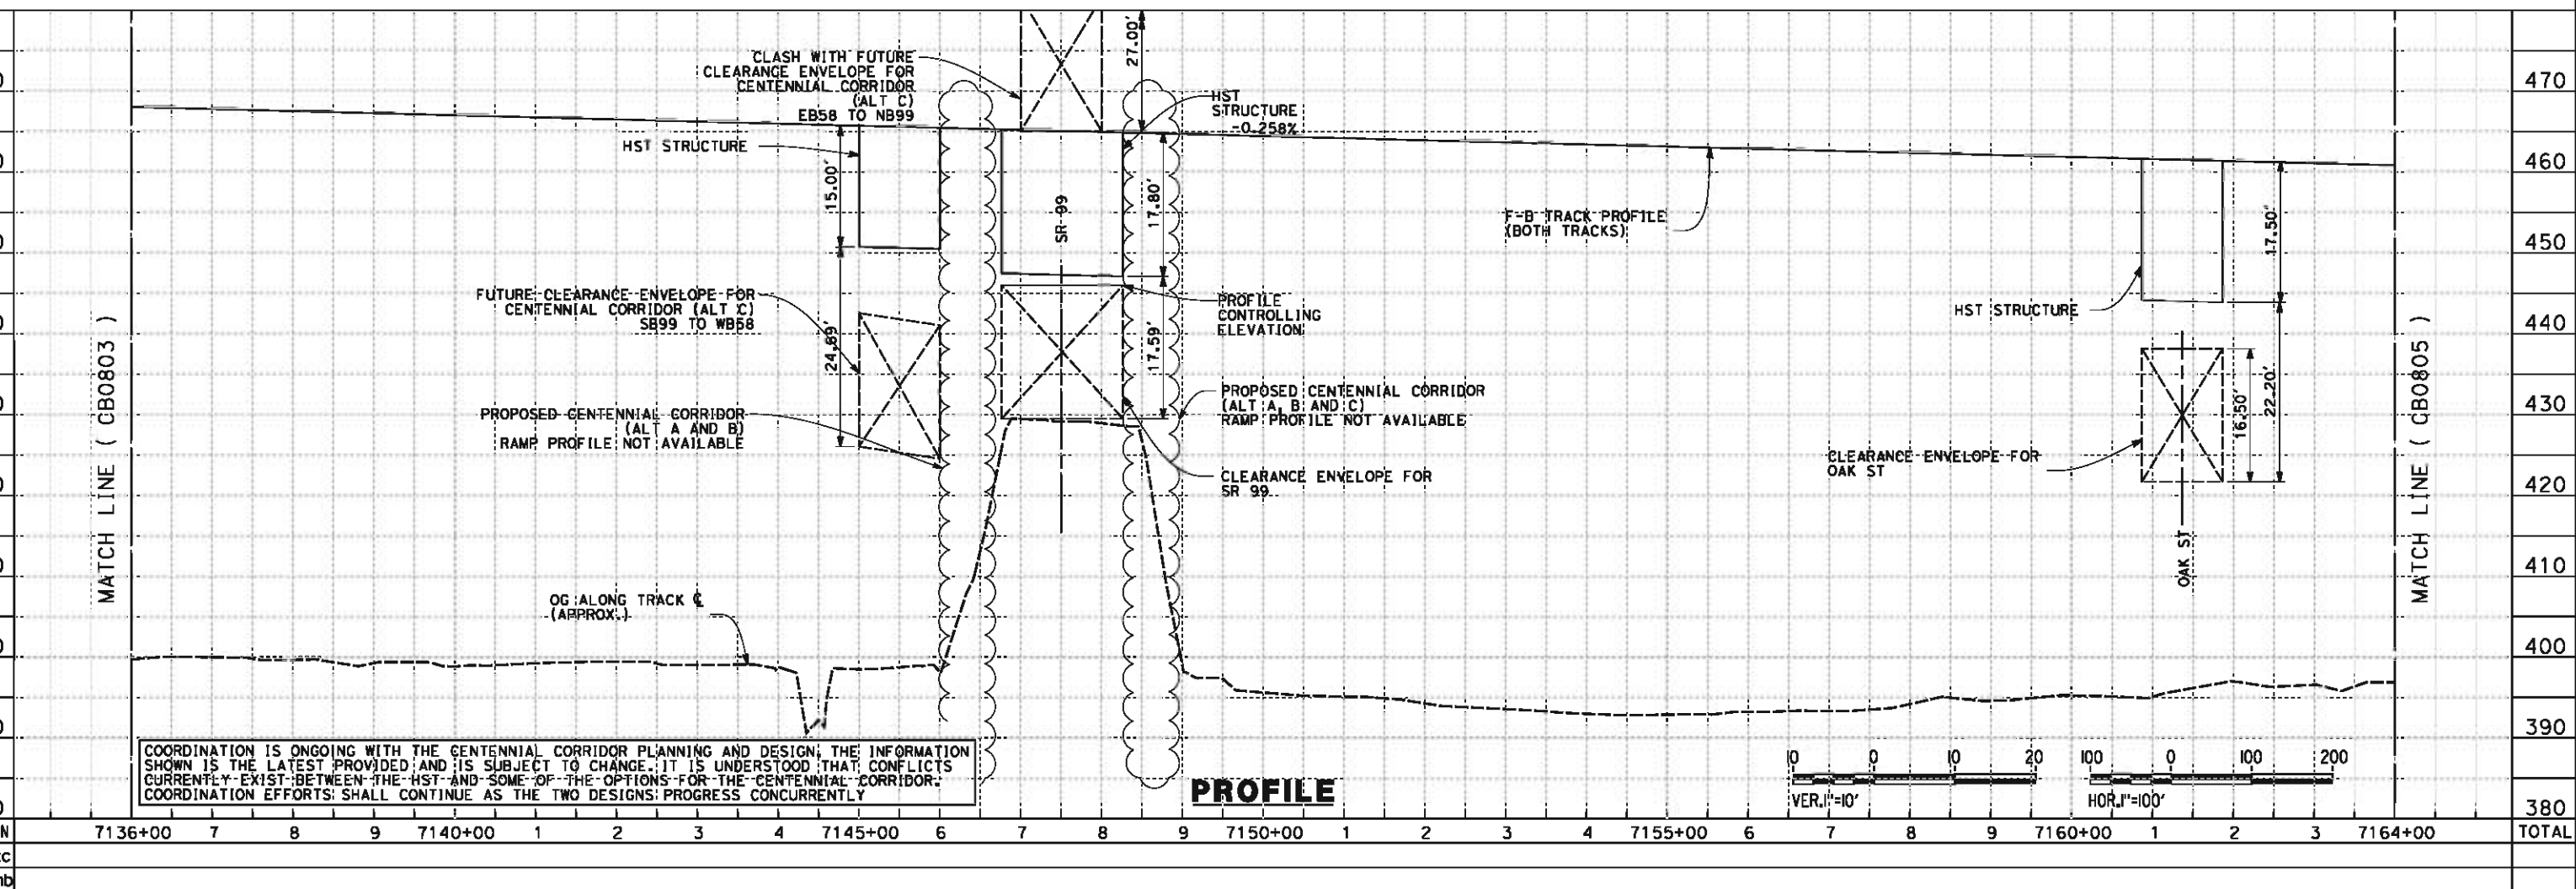 27.00'
CLASH WITH FUTURE
CLEARANCE ENVELOPE FOR
CENTENNIAL CORRIDOR
(ALT C)
EB58 TO NB99
HST
STRUCTURE
-0.258%
HST STRUCTURE
15.00'
SR 99
17.80'
F-B TRACK PROFILE
(BOTH TRACKS)
17.50'
HST STRUCTURE
FUTURE CLEARANCE ENVELOPE FOR
CENTENNIAL CORRIDOR (ALT C)
SB99 TO WB58
24.89'
PROFILE
CONTROLLING
ELEVATION
17.59'
PROPOSED CENTENNIAL CORRIDOR
(ALT A AND B)
RAMP PROFILE NOT AVAILABLE
PROPOSED CENTENNIAL CORRIDOR
(ALT A, B AND C)
RAMP PROFILE NOT AVAILABLE
CLEARANCE ENVELOPE FOR
SR 99
CLEARANCE ENVELOPE FOR
OAK ST
16.50'
22.20'
OAK ST
MATCH LINE ( CB0803 )
MATCH LINE ( CB0805 )
OG ALONG TRACK ℄
(APPROX.)
470
460
450
440
430
420
410
400
390
380
COORDINATION IS ONGOING WITH THE CENTENNIAL CORRIDOR PLANNING AND DESIGN, THE INFORMATION
SHOWN IS THE LATEST PROVIDED AND IS SUBJECT TO CHANGE. IT IS UNDERSTOOD THAT CONFLICTS
CURRENTLY EXIST BETWEEN THE HST AND SOME OF THE OPTIONS FOR THE CENTENNIAL CORRIDOR.
COORDINATION EFFORTS SHALL CONTINUE AS THE TWO DESIGNS PROGRESS CONCURRENTLY
PROFILE
10 0 10 20
VER.1"=10'
100 0 100 200
HOR.1"=100'
7136+00 7 8 9 7140+00 1 2 3 4 7145+00 6 7 8 9 7150+00 1 2 3 4 7155+00 6 7 8 9 7160+00 1 2 3 7164+00 TOTAL